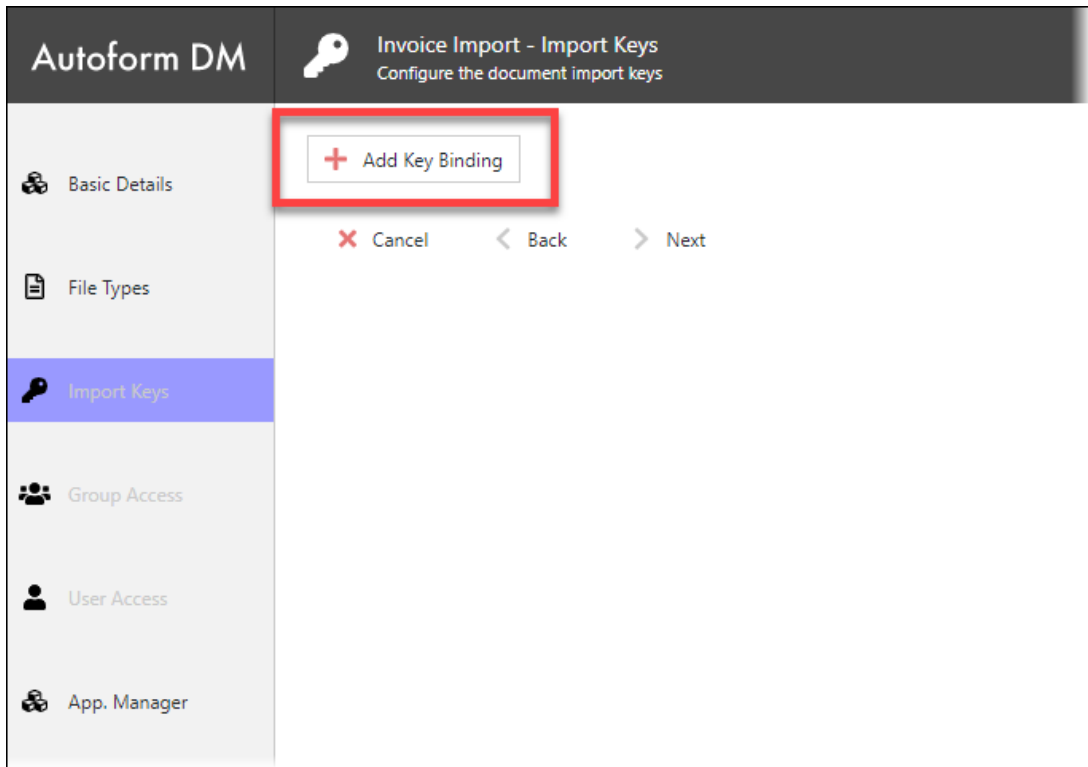 Autoform DM
Invoice Import - Import Keys
Configure the document import keys
Add Key Binding
Cancel
Back
Next
Basic Details
File Types
Import Keys
Group Access
User Access
App. Manager